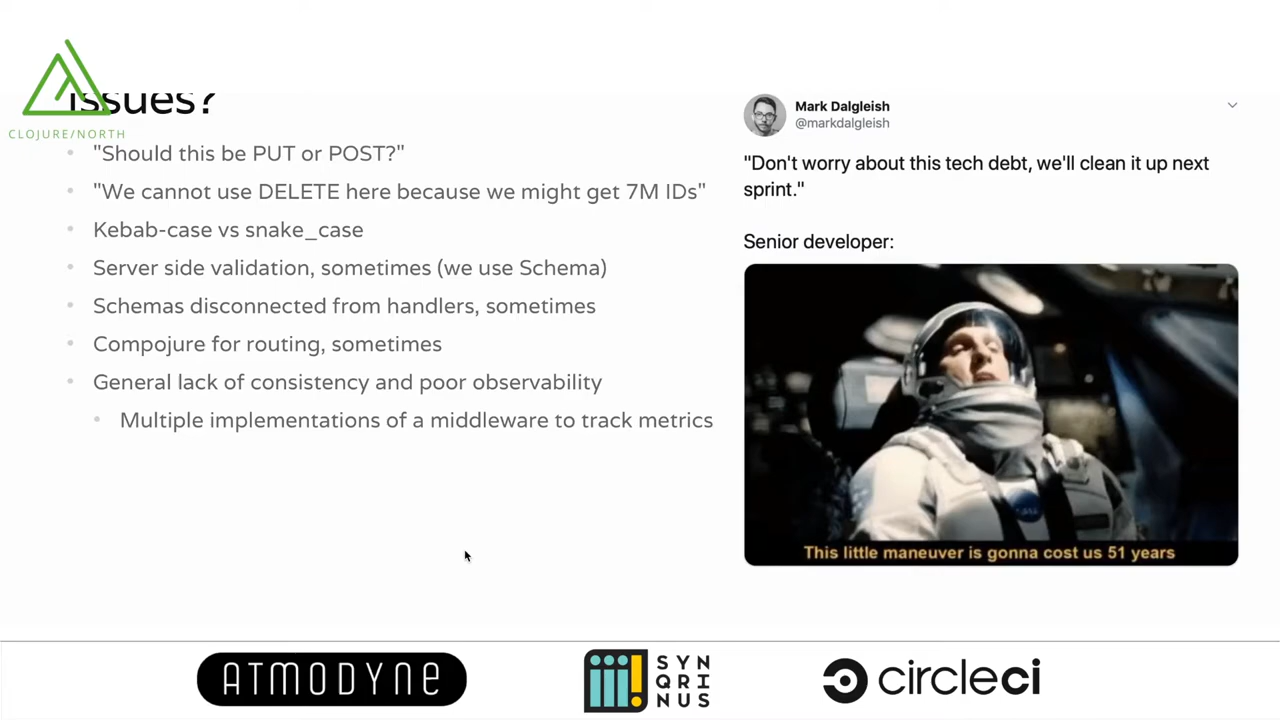 Issues?
CLOJURE/NORTH
"Should this be PUT or POST?"
"We cannot use DELETE here because we might get 7M IDs"
Kebab-case vs snake_case
Server side validation, sometimes (we use Schema)
Schemas disconnected from handlers, sometimes
Compojure for routing, sometimes
General lack of consistency and poor observability
Multiple implementations of a middleware to track metrics
Mark Dalgleish
@markdalgleish
"Don't worry about this tech debt, we'll clean it up next
sprint."
Senior developer:
NASA
This little maneuver is gonna cost us 51 years
ATMODYNE
SYN
QRI
NUS
circleci